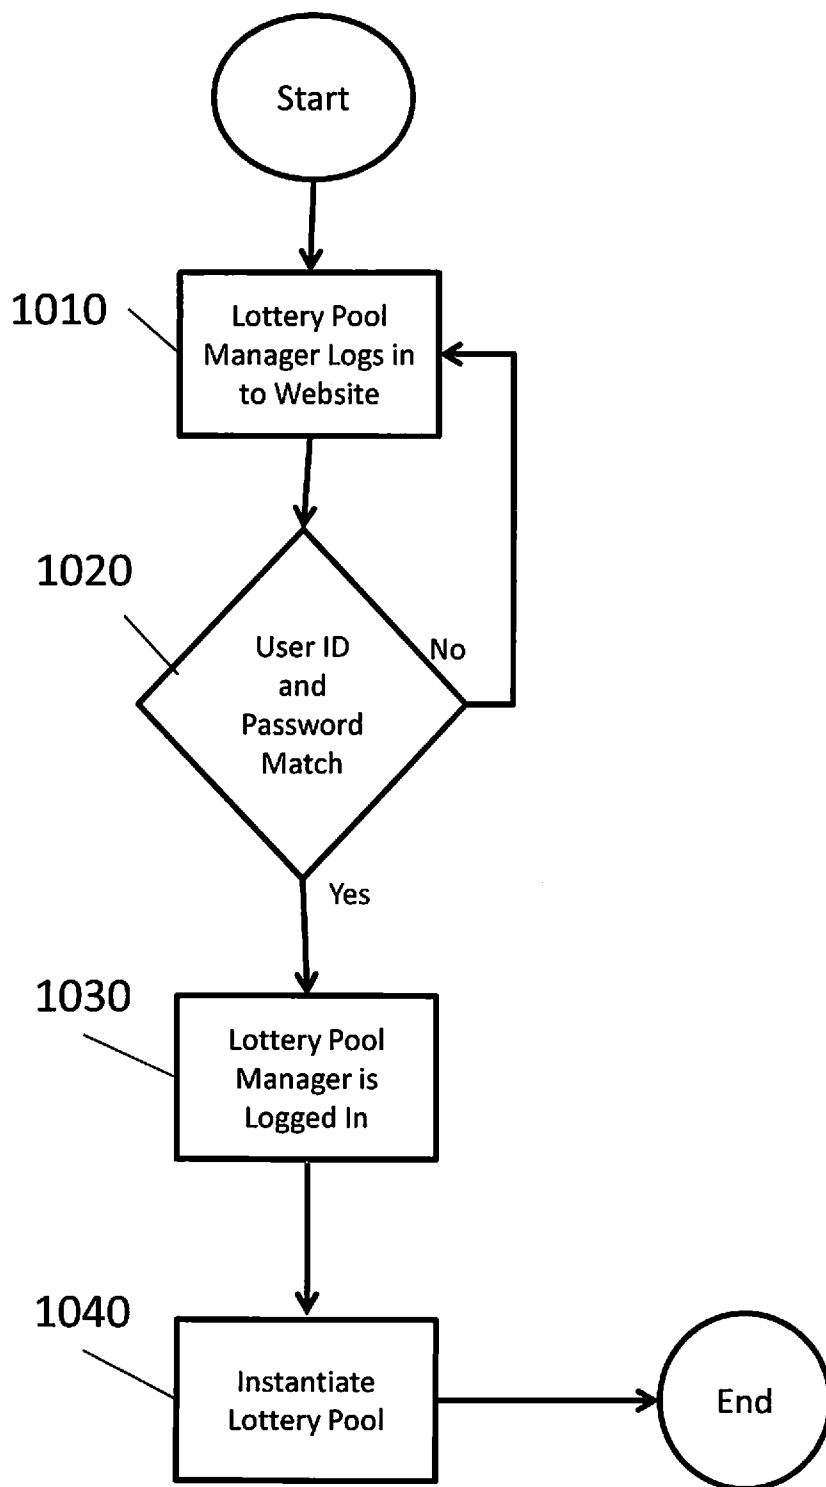 Start
1010
Lottery Pool
Manager Logs in
to Website
1020
User ID
and
Password
Match
No
Yes
1030
Lottery Pool
Manager is
Logged In
1040
Instantiate
Lottery Pool
End